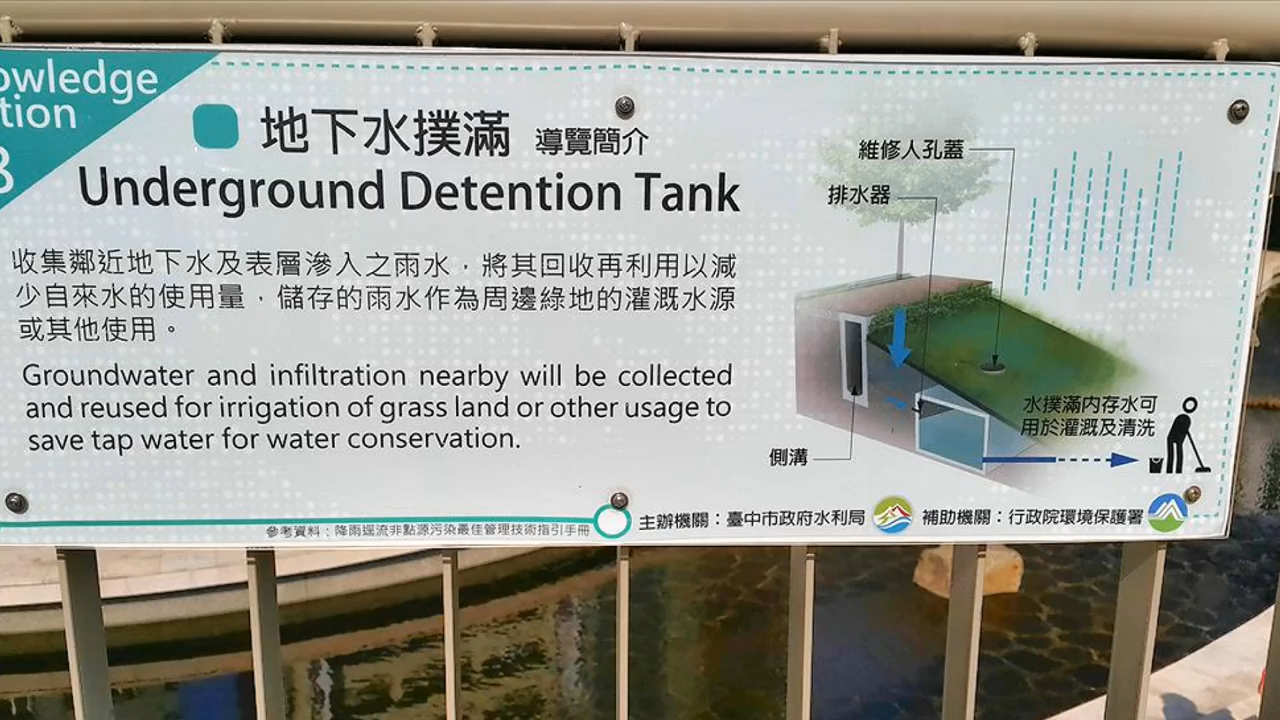 owledge
tion
3
地下水撲滿 導覽簡介
Underground Detention Tank
收集鄰近地下水及表層滲入之雨水，將其回收再利用以減
少自來水的使用量，儲存的雨水作為周邊綠地的灌溉水源
或其他使用。
Groundwater and infiltration nearby will be collected
and reused for irrigation of grass land or other usage to
save tap water for water conservation.
維修人孔蓋
排水器
水撲滿内存水可
用於灌溉及清洗
側溝
參考資料：降雨逕流非點源污染最佳管理技術指引手冊
主辦機關：臺中市政府水利局
補助機關：行政院環境保護署